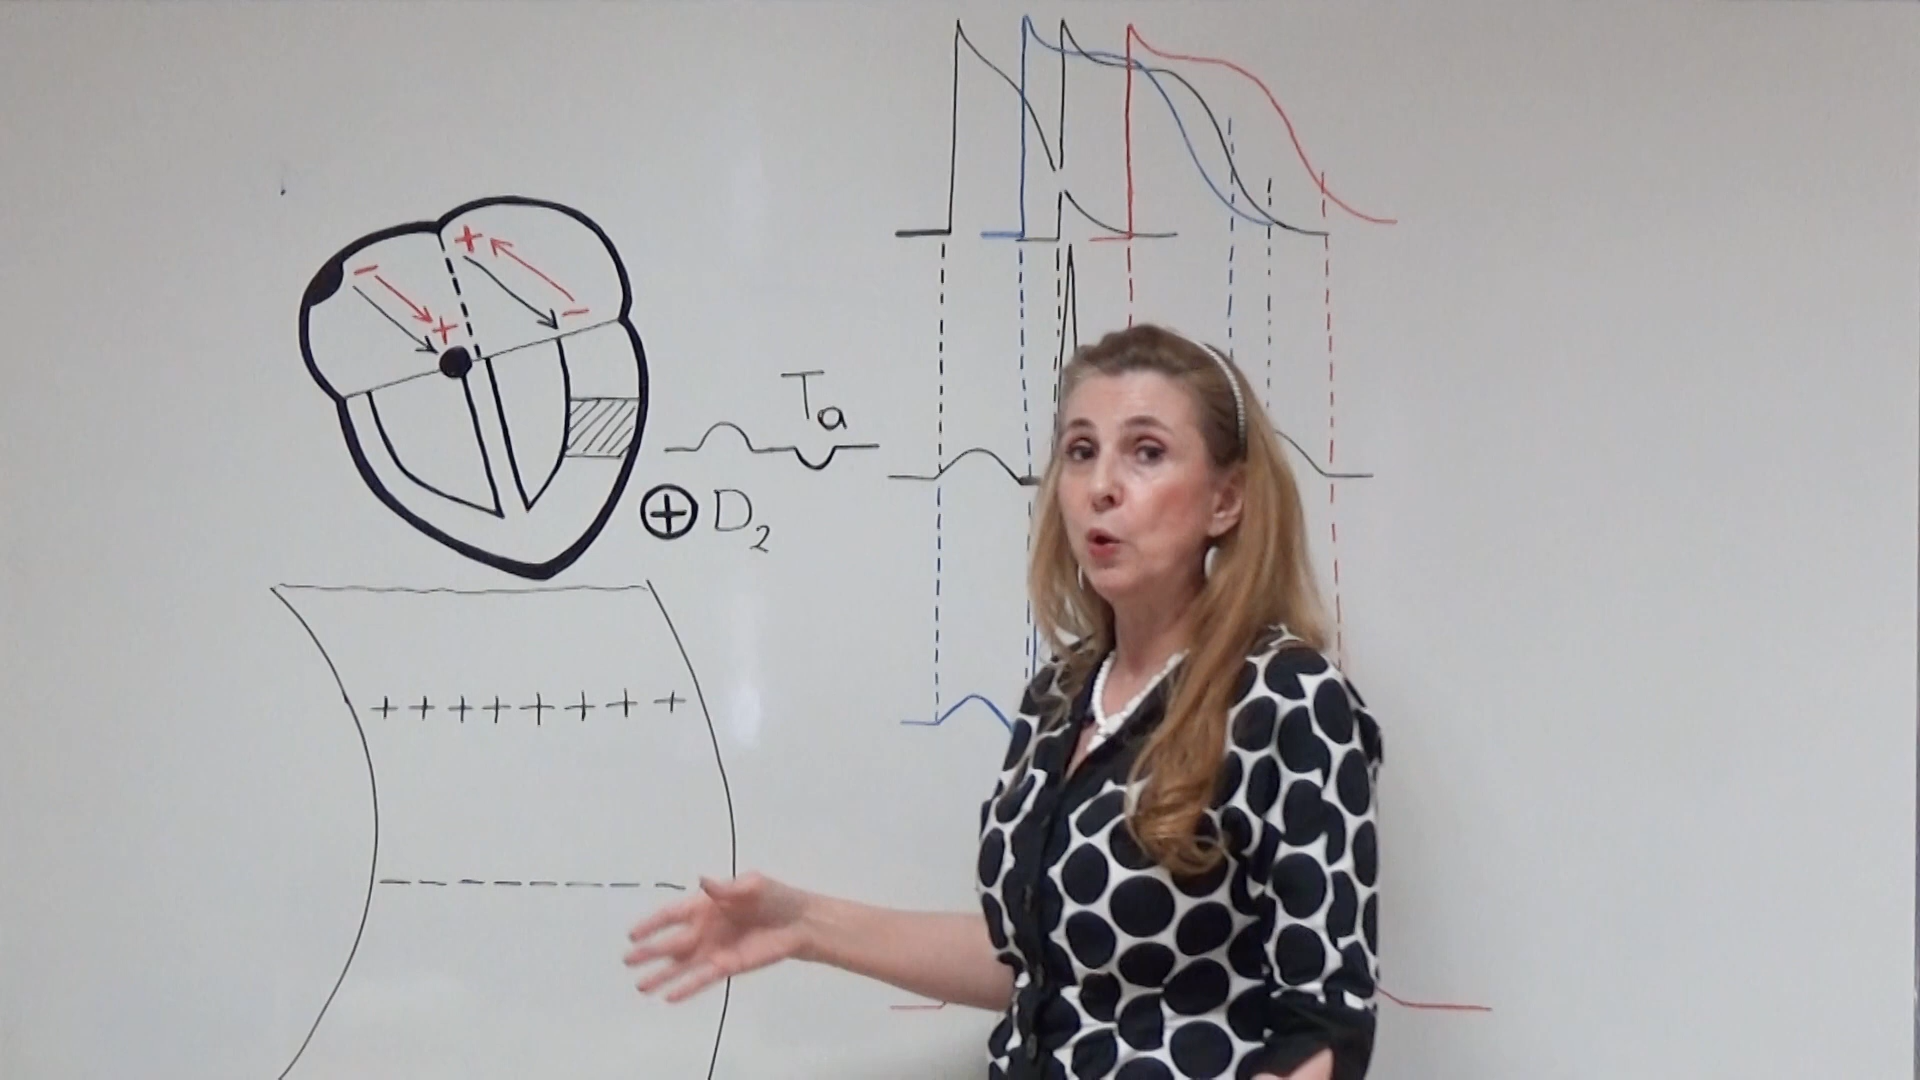 - +
+ -
Ta
⊕ D2
+ + + + + + + +
- - - - - - - -